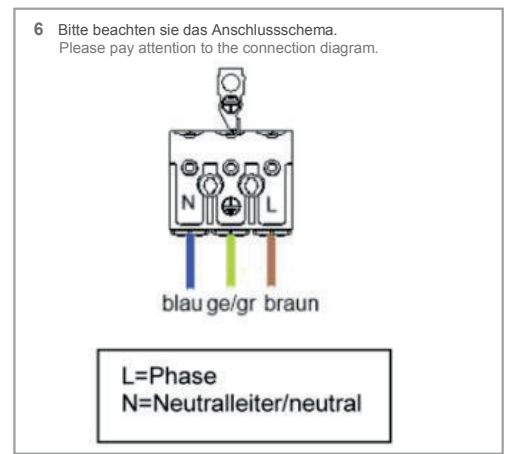 6 Bitte beachten sie das Anschlussschema.
Please pay attention to the connection diagram.
N L
blau ge/gr braun
L=Phase
N=Neutralleiter/neutral